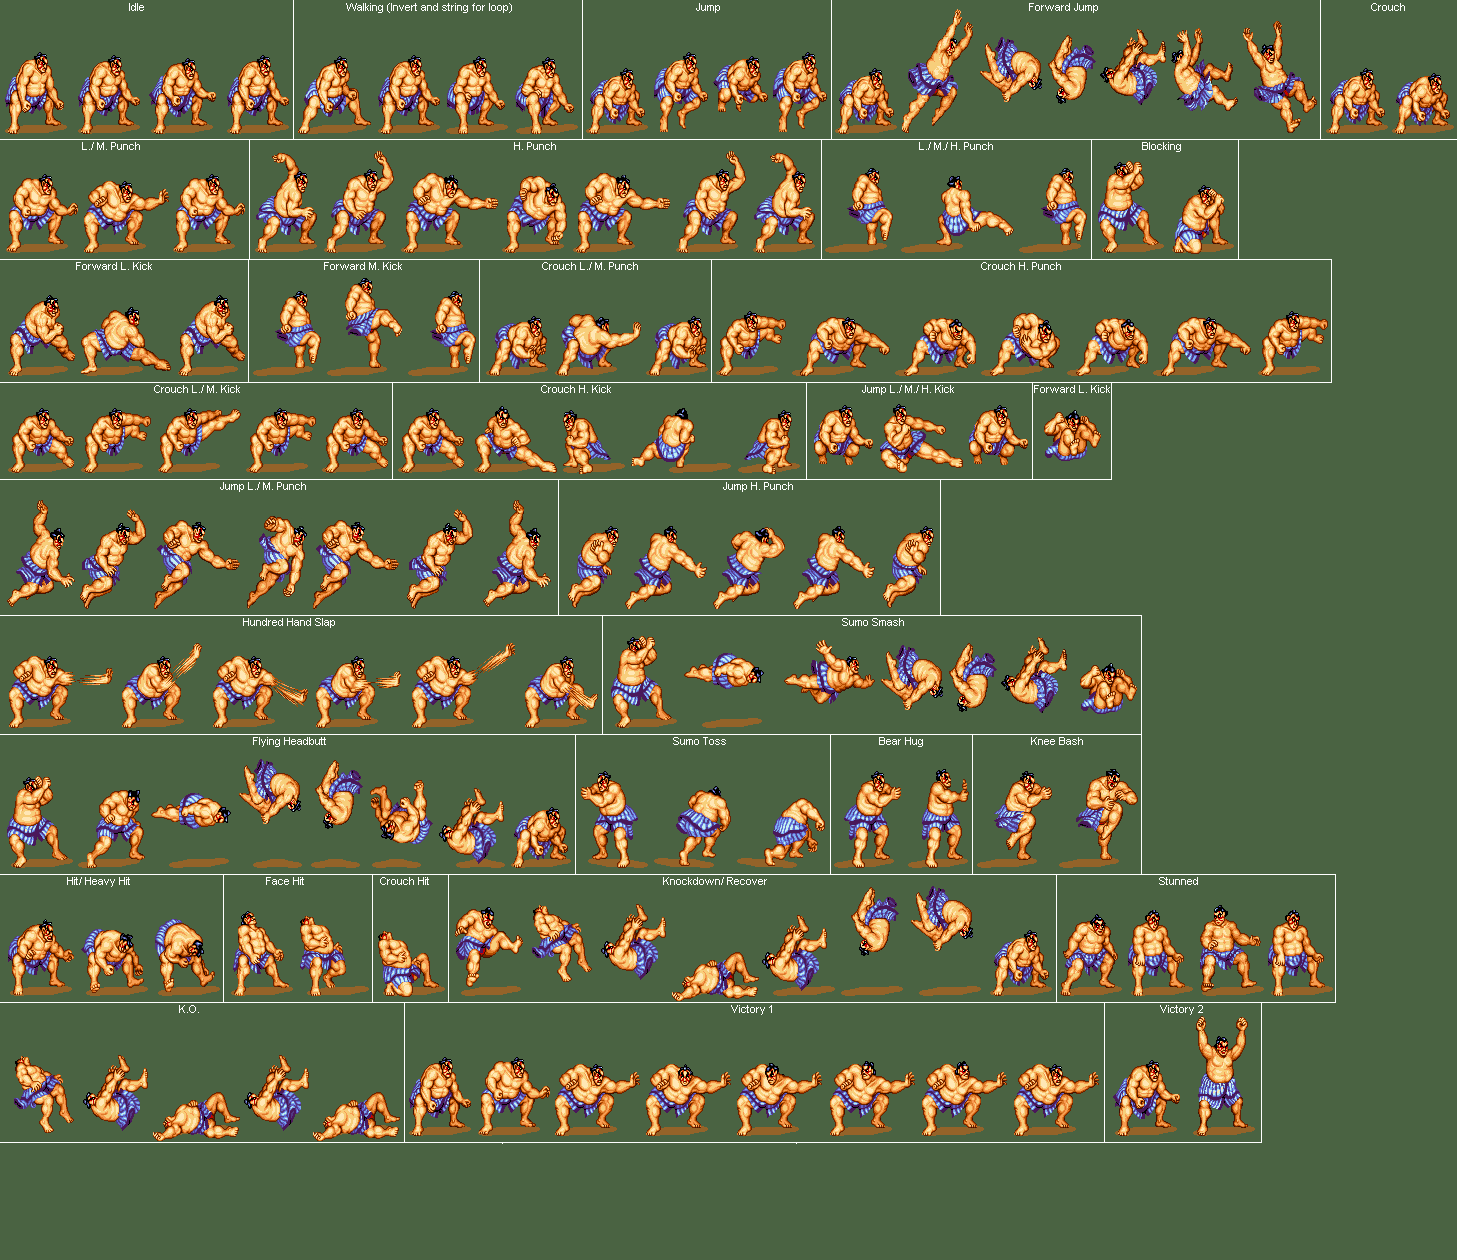 Idle
Walking (Invert and string for loop)
Jump
Forward Jump
Crouch
L./ M. Punch
H. Punch
L./ M./ H. Punch
Blocking
Forward L. Kick
Forward M. Kick
Crouch L./ M. Punch
Crouch H. Punch
Crouch L./ M. Kick
Crouch H. Kick
Jump L./ M./ H. Kick
Forward L. Kick
Jump L./ M. Punch
Jump H. Punch
Hundred Hand Slap
Sumo Smash
Flying Headbutt
Sumo Toss
Bear Hug
Knee Bash
Hit/ Heavy Hit
Face Hit
Crouch Hit
Knockdown/ Recover
Stunned
K.O.
Victory 1
Victory 2